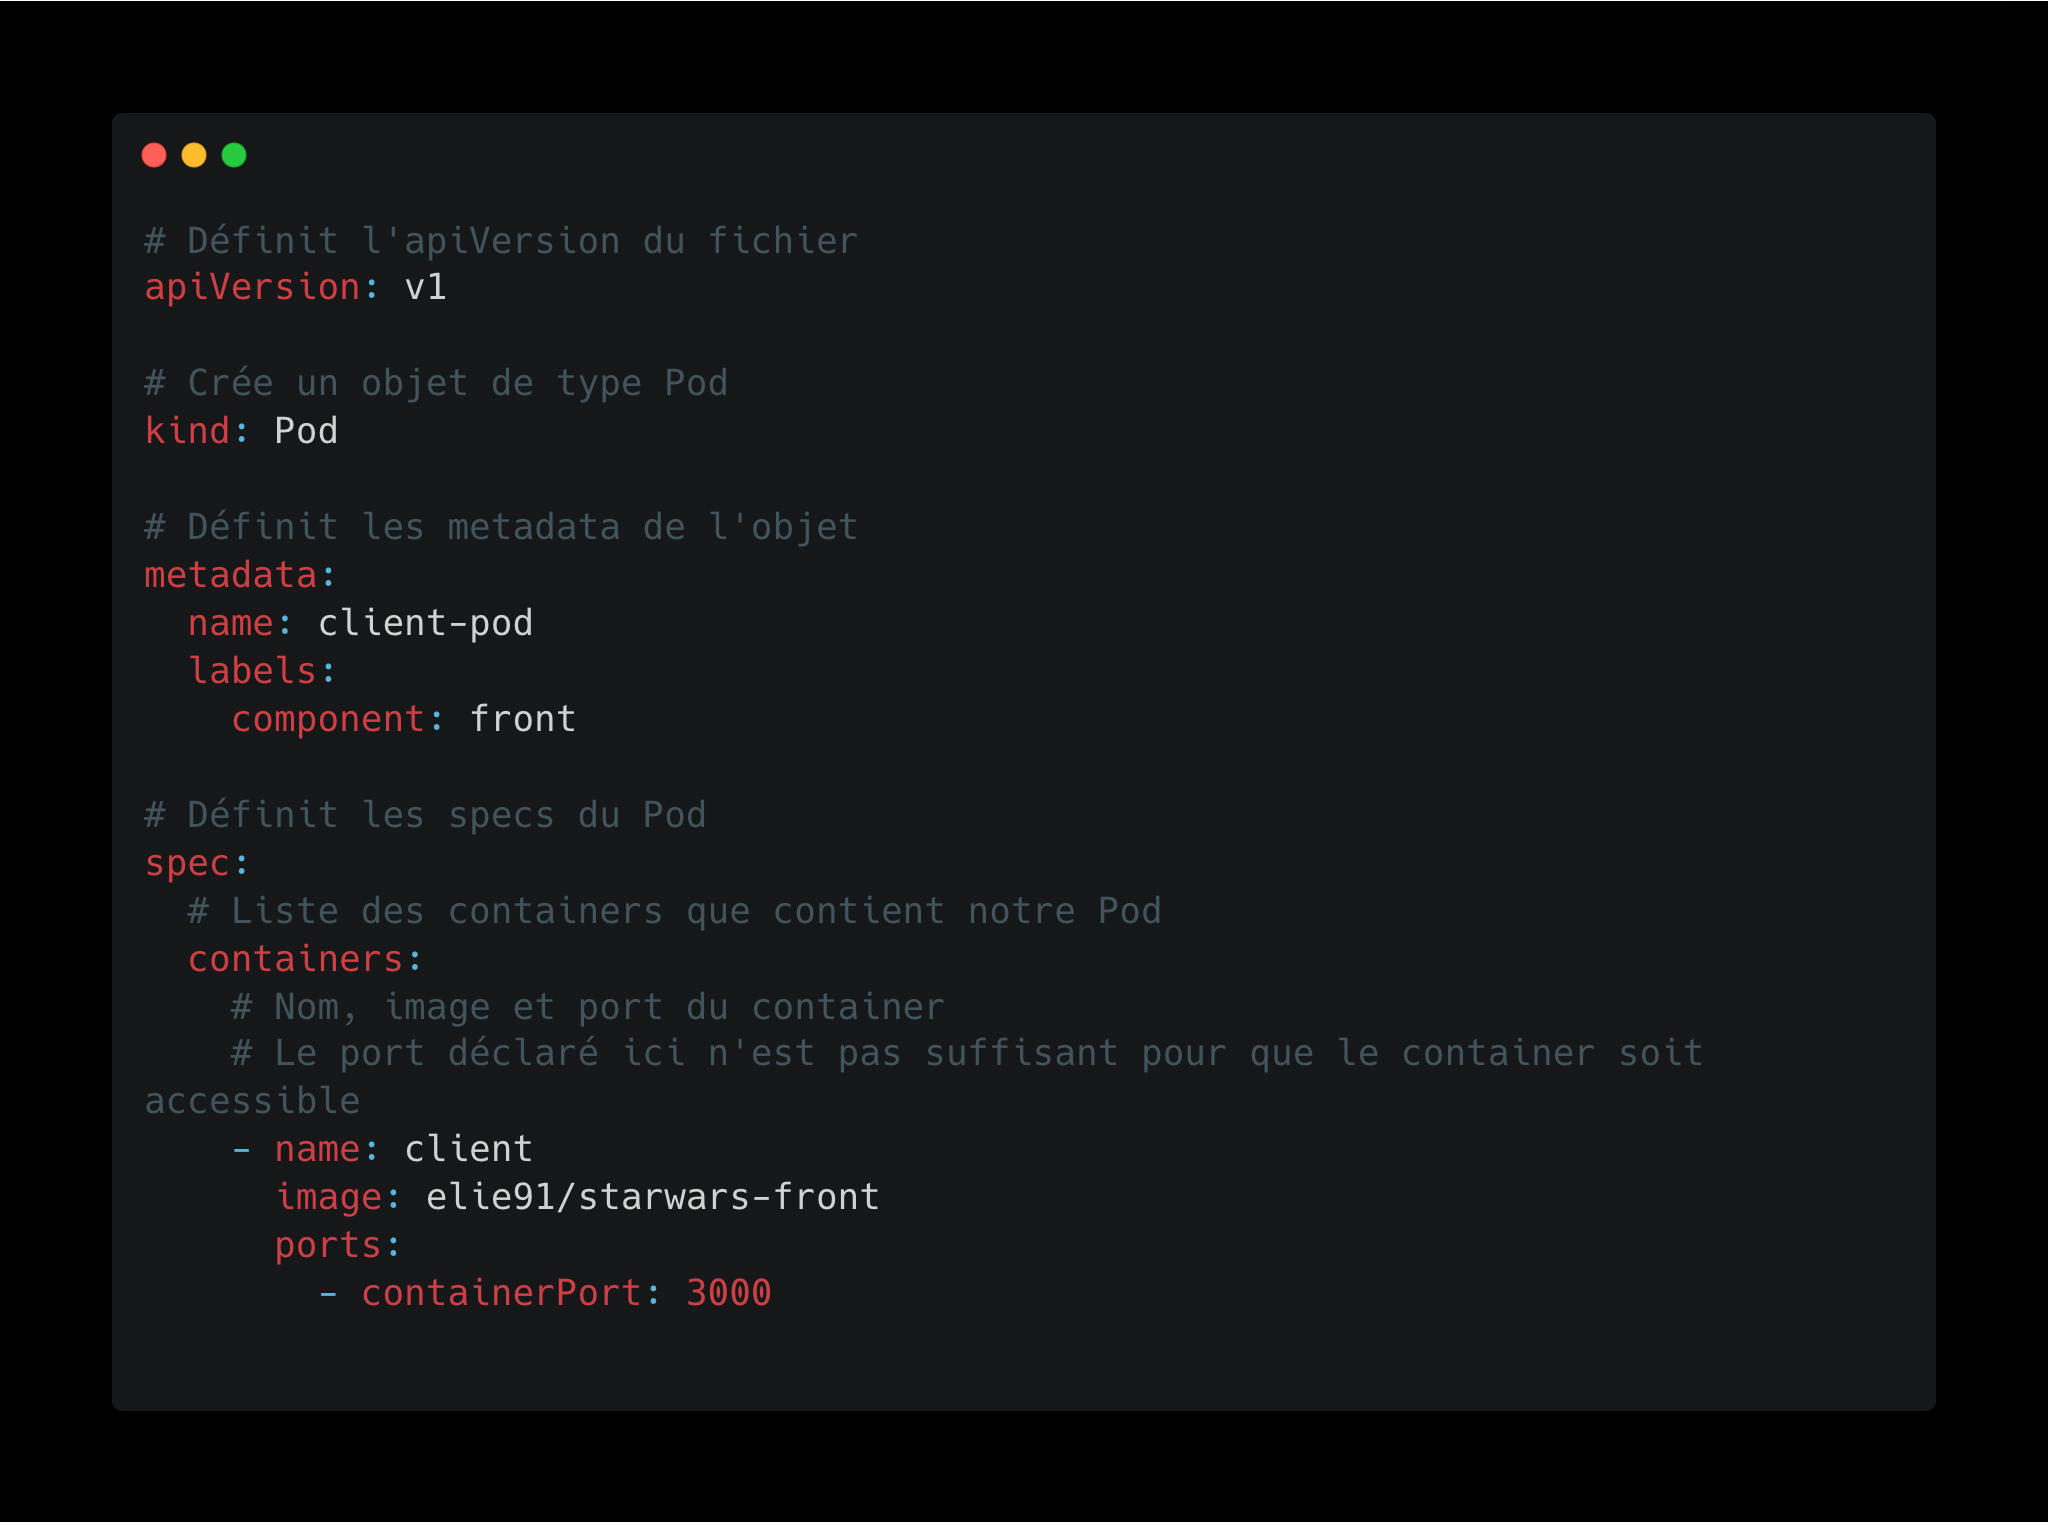 # Définit l'apiVersion du fichier
apiVersion: v1
# Crée un objet de type Pod
kind: Pod
# Définit les metadata de l'objet
metadata:
  name: client-pod
  labels:
    component: front
# Définit les specs du Pod
spec:
  # Liste des containers que contient notre Pod
  containers:
    # Nom, image et port du container
    # Le port déclaré ici n'est pas suffisant pour que le container soit
accessible
    - name: client
      image: elie91/starwars-front
      ports:
        - containerPort: 3000